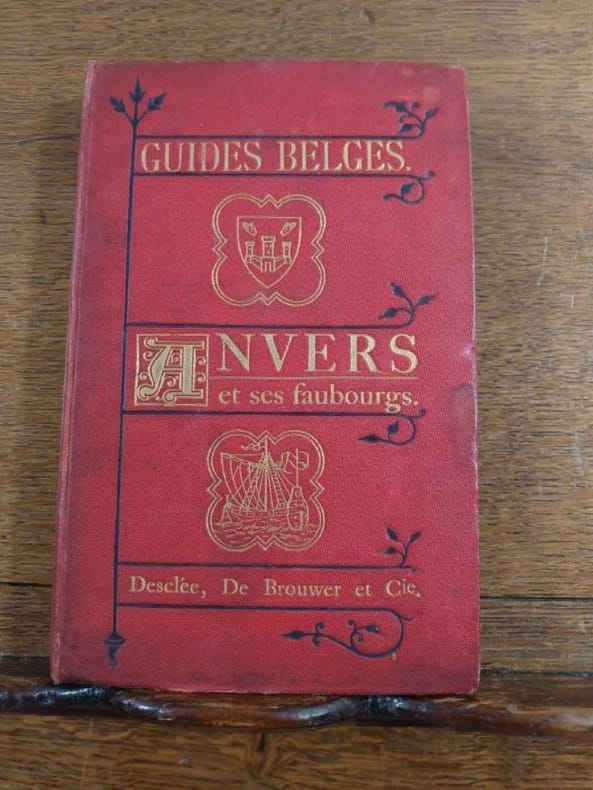 GUIDES BELGES.
ANVERS
et ses faubourgs.
Desclée, De Brouwer et Cie.